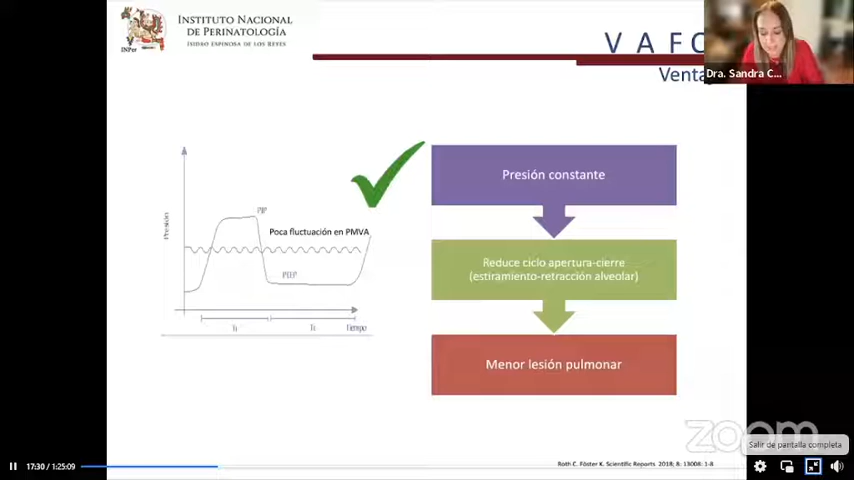 INSTITUTO NACIONAL
DE PERINATOLOGÍA
ISIDRO ESPINOSA DE LOS REYES
INPer
V A F O
Venta
Dra. Sandra C...
Presión constante
Reduce ciclo apertura-cierre
(estiramiento-retracción alveolar)
Menor lesión pulmonar
Presión
PIP
Poca fluctuación en PMVA
PEEP
Ti
Te
Tiempo
zoom
Salir de pantalla completa
17:30 / 1:25:09
Roth C. Föster K. Scientific Reports 2018; 8: 13008: 1-8